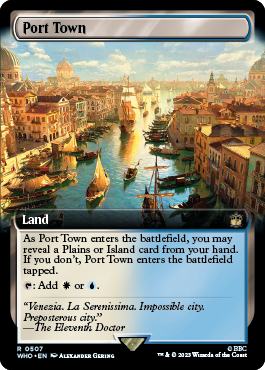 Port Town
Land
As Port Town enters the battlefield, you may
reveal a Plains or Island card from your hand.
If you don't, Port Town enters the battlefield
tapped.
: Add or .
"Venezia. La Serenissima. Impossible city.
Preposterous city."
—The Eleventh Doctor
R 0507
WHO • EN Alexander Gering
© BBC
™ & © 2023 Wizards of the Coast